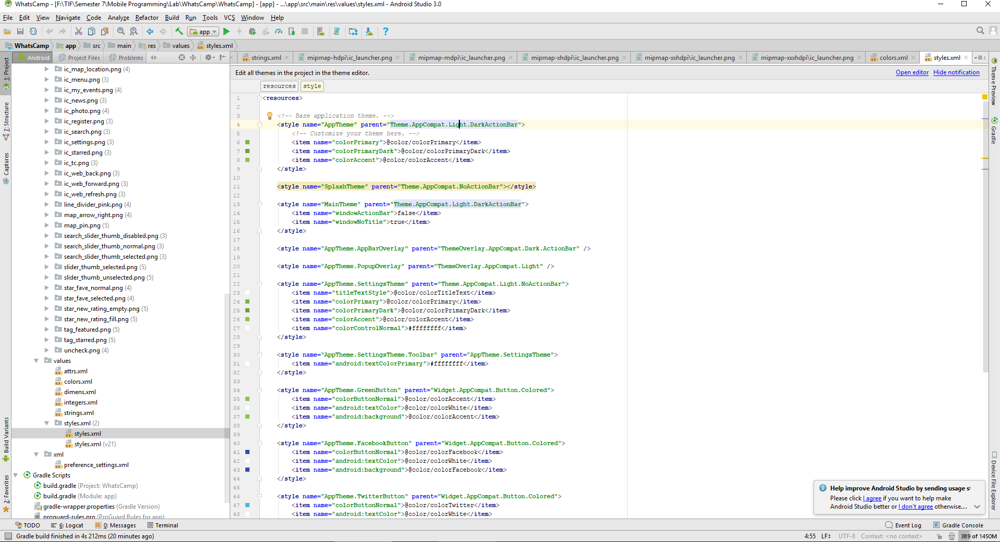 WhatsCamp - [F:\TIF\Semester 7\Mobile Programming\Lab\WhatsCamp\WhatsCamp] - [app] - ...\app\src\main\res\values\styles.xml - Android Studio 3.0
File Edit View Navigate Code Analyze Refactor Build Run Tools VCS Window Help
app
WhatsCamp app src main res values styles.xml
Android Project Files Problems
strings.xml mipmap-hdpi\ic_launcher.png mipmap-mdpi\ic_launcher.png mipmap-xhdpi\ic_launcher.png mipmap-xxhdpi\ic_launcher.png mipmap-xxxhdpi\ic_launcher.png colors.xml styles.xml 2
1: Project
7: Structure
Captures
Build Variants
2: Favorites
ic_map_location.png (4)
ic_menu.png (3)
ic_my_events.png (4)
ic_news.png (3)
ic_photo.png (4)
ic_register.png (3)
ic_search.png (3)
ic_settings.png (3)
ic_starred.png (3)
ic_tc.png (3)
ic_web_back.png (3)
ic_web_forward.png (3)
ic_web_refresh.png (3)
line_divider_pink.png (4)
map_arrow_right.png (4)
map_pin.png (5)
search_slider_thumb_disabled.png (3)
search_slider_thumb_normal.png (3)
search_slider_thumb_selected.png (3)
slider_thumb_selected.png (5)
slider_thumb_unselected.png (5)
star_fave_normal.png (4)
star_fave_selected.png (4)
star_new_rating_empty.png (5)
star_new_rating_fill.png (5)
tag_featured.png (5)
tag_starred.png (5)
uncheck.png (4)
values
attrs.xml
colors.xml
dimens.xml
integers.xml
strings.xml
styles.xml (2)
styles.xml
styles.xml (v21)
xml
preference_settings.xml
Gradle Scripts
build.gradle (Project: WhatsCamp)
build.gradle (Module: app)
gradle-wrapper.properties (Gradle Version)
proguard-rules.pro (ProGuard Rules for app)
Edit all themes in the project in the theme editor. Open editor Hide notification
resources style
1 <resources>
2
3 <!-- Base application theme. -->
4 <style name="AppTheme" parent="Theme.AppCompat.Light.DarkActionBar">
5 <!-- Customize your theme here. -->
6 <item name="colorPrimary">@color/colorPrimary</item>
7 <item name="colorPrimaryDark">@color/colorPrimaryDark</item>
8 <item name="colorAccent">@color/colorAccent</item>
9 </style>
10
11 <style name="SplashTheme" parent="Theme.AppCompat.NoActionBar"></style>
12
13 <style name="MainTheme" parent="Theme.AppCompat.Light.DarkActionBar">
14 <item name="windowActionBar">false</item>
15 <item name="windowNoTitle">true</item>
16 </style>
17
18 <style name="AppTheme.AppBarOverlay" parent="ThemeOverlay.AppCompat.Dark.ActionBar" />
19
20 <style name="AppTheme.PopupOverlay" parent="ThemeOverlay.AppCompat.Light" />
21
22 <style name="AppTheme.SettingsTheme" parent="Theme.AppCompat.Light.NoActionBar">
23 <item name="titleTextStyle">@color/colorTitleText</item>
24 <item name="colorPrimary">@color/colorPrimary</item>
25 <item name="colorPrimaryDark">@color/colorPrimaryDark</item>
26 <item name="colorAccent">@color/colorAccent</item>
27 <item name="colorControlNormal">#ffffffff</item>
28 </style>
29
30 <style name="AppTheme.SettingsTheme.Toolbar" parent="AppTheme.SettingsTheme">
31 <item name="android:textColorPrimary">#ffffffff</item>
32 </style>
33
34 <style name="AppTheme.GreenButton" parent="Widget.AppCompat.Button.Colored">
35 <item name="colorButtonNormal">@color/colorAccent</item>
36 <item name="android:textColor">@color/colorWhite</item>
37 <item name="android:background">@color/colorAccent</item>
38 </style>
39
40 <style name="AppTheme.FacebookButton" parent="Widget.AppCompat.Button.Colored">
41 <item name="colorButtonNormal">@color/colorFacebook</item>
42 <item name="android:textColor">@color/colorWhite</item>
43 <item name="android:background">@color/colorFacebook</item>
44 </style>
45
46 <style name="AppTheme.TwitterButton" parent="Widget.AppCompat.Button.Colored">
47 <item name="colorButtonNormal">@color/colorTwitter</item>
48 <item name="android:textColor">@color/colorWhite</item>
Theme Preview
Gradle
Device File Explorer
Help improve Android Studio by sending usage st
Please click I agree if you want to help make
Android Studio better or I don't agree otherwise....
TODO 6: Logcat 0: Messages Terminal Event Log Gradle Console
Gradle build finished in 4s 212ms (20 minutes ago) 4:55 LF UTF-8 Context: <no context> 389 of 1450M